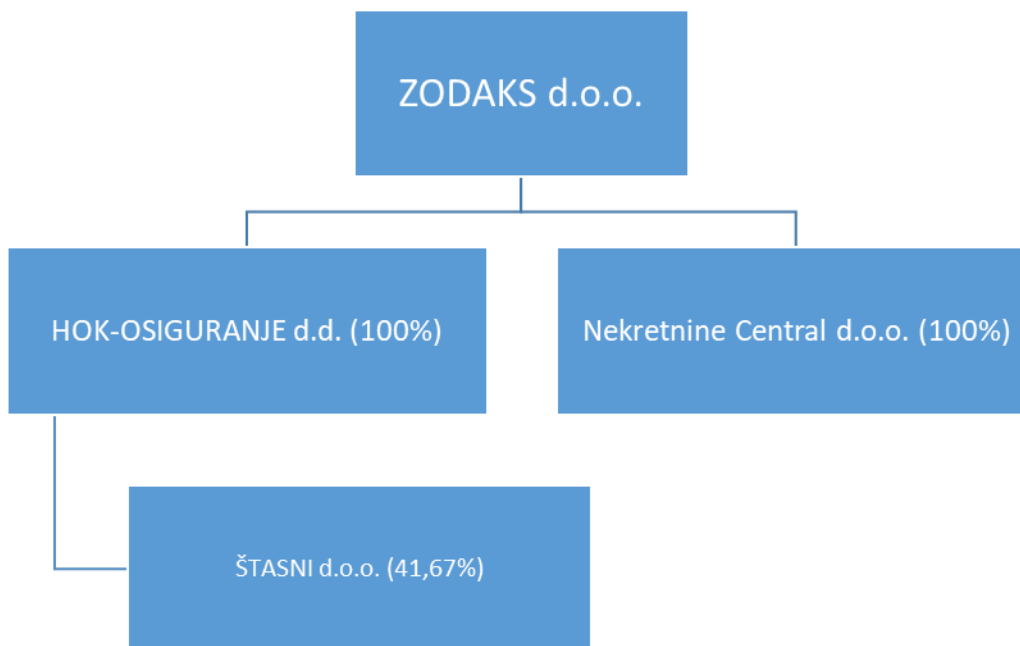 ZODAKS d.o.o.
HOK-OSIGURANJE d.d. (100%)
Nekretnine Central d.o.o. (100%)
ŠTASNI d.o.o. (41,67%)